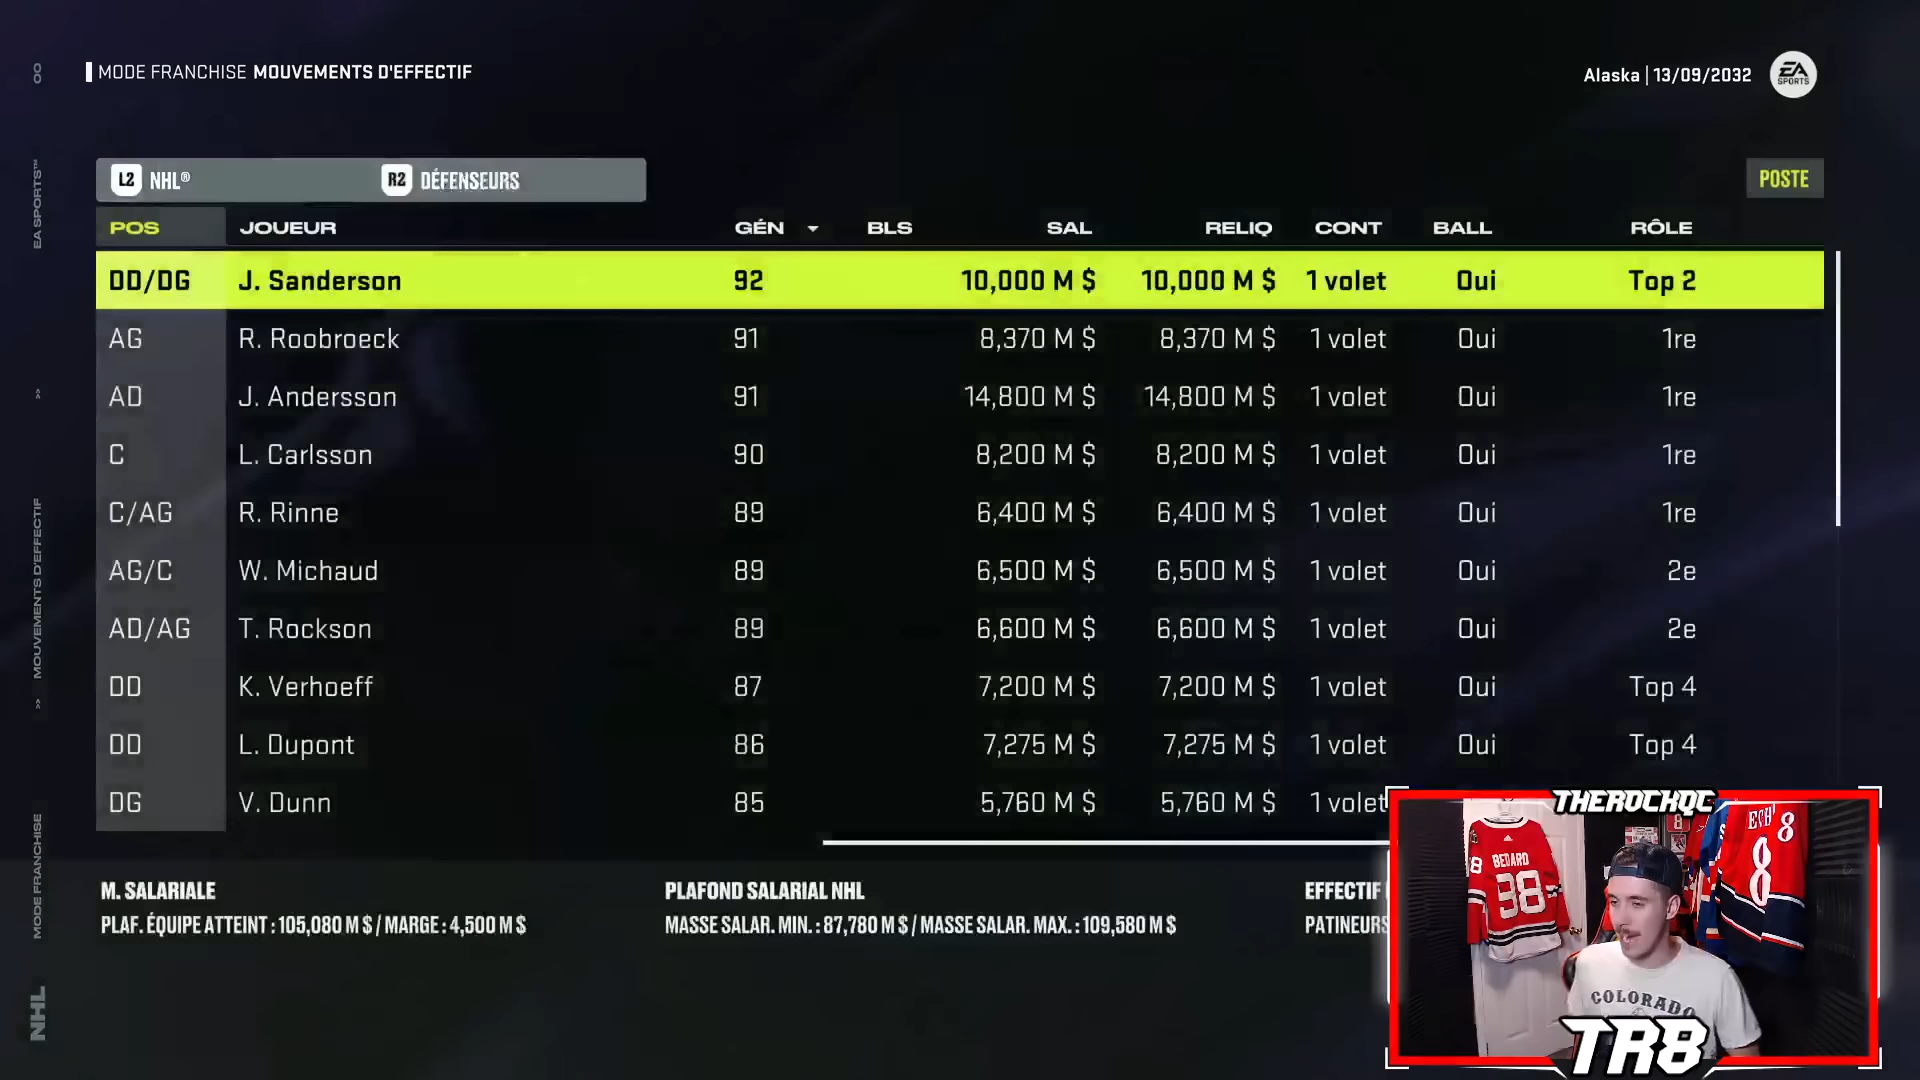 MODE FRANCHISE MOUVEMENTS D'EFFECTIF
Alaska | 13/09/2032
EA SPORTS
L2 NHL® R2 DÉFENSEURS
POSTE
POS JOUEUR GÉN BLS SAL RELIQ CONT BALL RÔLE
DD/DG J. Sanderson 92 10,000 M $ 10,000 M $ 1 volet Oui Top 2
AG R. Roobroeck 91 8,370 M $ 8,370 M $ 1 volet Oui 1re
AD J. Andersson 91 14,800 M $ 14,800 M $ 1 volet Oui 1re
C L. Carlsson 90 8,200 M $ 8,200 M $ 1 volet Oui 1re
C/AG R. Rinne 89 6,400 M $ 6,400 M $ 1 volet Oui 1re
AG/C W. Michaud 89 6,500 M $ 6,500 M $ 1 volet Oui 2e
AD/AG T. Rockson 89 6,600 M $ 6,600 M $ 1 volet Oui 2e
DD K. Verhoeff 87 7,200 M $ 7,200 M $ 1 volet Oui Top 4
DD L. Dupont 86 7,275 M $ 7,275 M $ 1 volet Oui Top 4
DG V. Dunn 85 5,760 M $ 5,760 M $ 1 volet
M. SALARIALE
PLAF. ÉQUIPE ATTEINT : 105,080 M $ / MARGE : 4,500 M $
PLAFOND SALARIAL NHL
MASSE SALAR. MIN. : 87,780 M $ / MASSE SALAR. MAX. : 109,580 M $
EFFECTIF
PATINEURS
EA SPORTS™
MOUVEMENTS D'EFFECTIF
MODE FRANCHISE
NHL
THEROCKQC
BEDARD
98
8
8
COLORADO
TR8